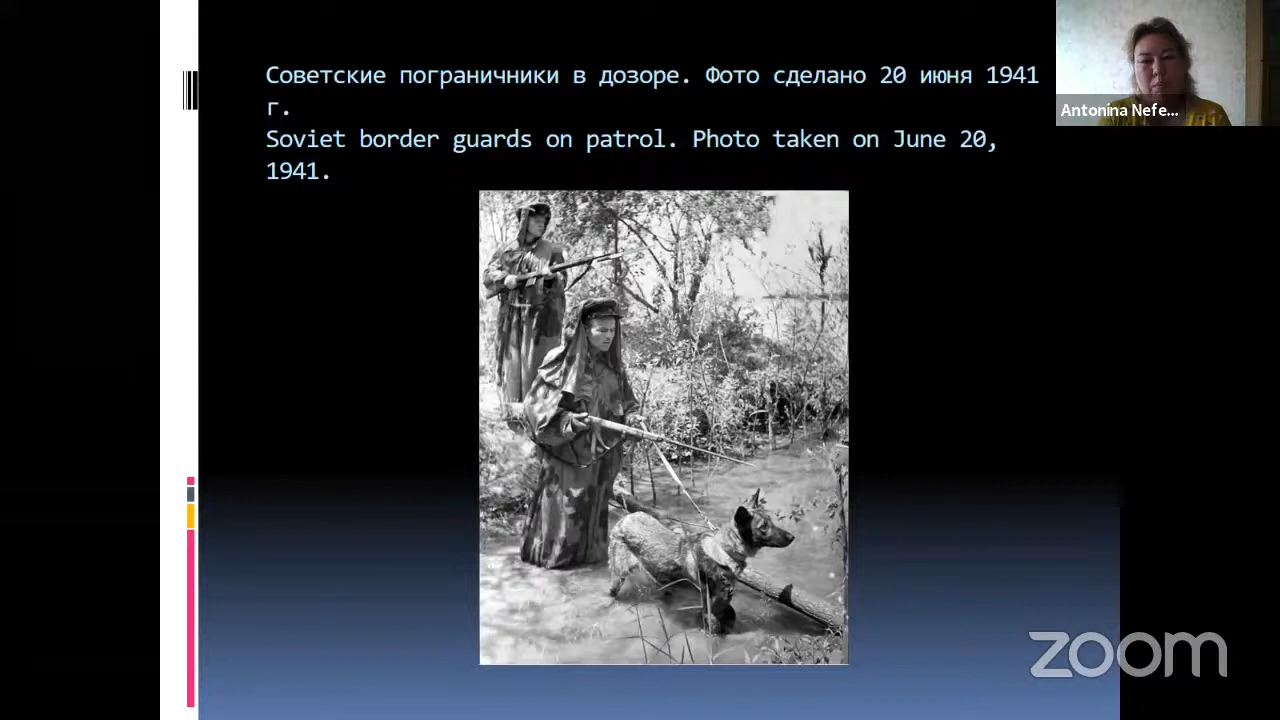 Советские пограничники в дозоре. Фото сделано 20 июня 1941
г.
Soviet border guards on patrol. Photo taken on June 20,
1941.
Antonina Nefe...
zoom